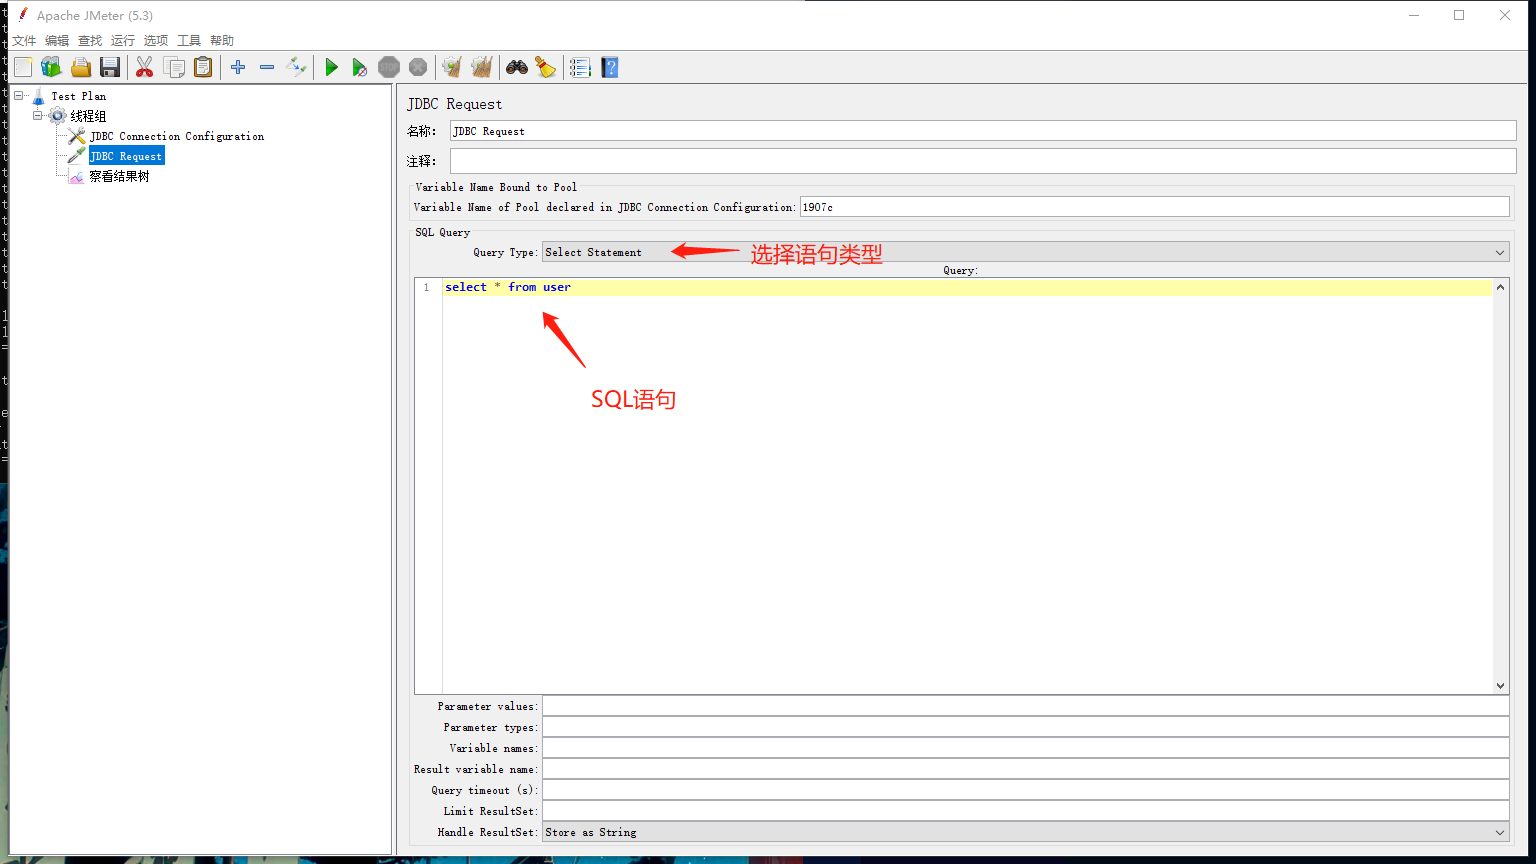 Apache JMeter (5.3)
文件 编辑 查找 运行 选项 工具 帮助
STOP
Test Plan
线程组
JDBC Connection Configuration
JDBC Request
察看结果树
JDBC Request
名称: JDBC Request
注释:
Variable Name Bound to Pool
Variable Name of Pool declared in JDBC Connection Configuration: 1907c
SQL Query
Query Type: Select Statement
选择语句类型
Query:
1 select * from user
SQL语句
Parameter values:
Parameter types:
Variable names:
Result variable name:
Query timeout (s):
Limit ResultSet:
Handle ResultSet: Store as String